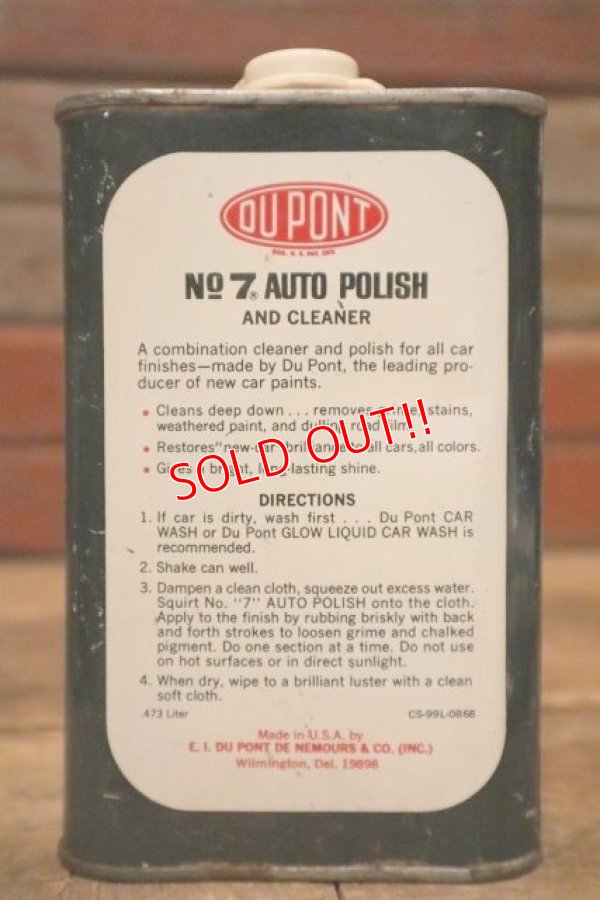 DU PONT
REG. U.S. PAT. OFF.
No 7® AUTO POLISH
AND CLEANER
A combination cleaner and polish for all car
finishes—made by Du Pont, the leading pro-
ducer of new car paints.
• Cleans deep down . . . removes stains,
weathered paint, and dulling road film.
• Restores "new-car" brilliance to all cars, all colors.
• Gives a bright, long-lasting shine.
SOLD OUT!!
DIRECTIONS
1. If car is dirty, wash first . . . Du Pont CAR
WASH or Du Pont GLOW LIQUID CAR WASH is
recommended.
2. Shake can well.
3. Dampen a clean cloth, squeeze out excess water.
Squirt No. "7" AUTO POLISH onto the cloth.
Apply to the finish by rubbing briskly with back
and forth strokes to loosen grime and chalked
pigment. Do one section at a time. Do not use
on hot surfaces or in direct sunlight.
4. When dry, wipe to a brilliant luster with a clean
soft cloth.
.473 Liter CS-99L-0868
Made in U.S.A. by
E. I. DU PONT DE NEMOURS & CO. (INC.)
Wilmington, Del. 19898